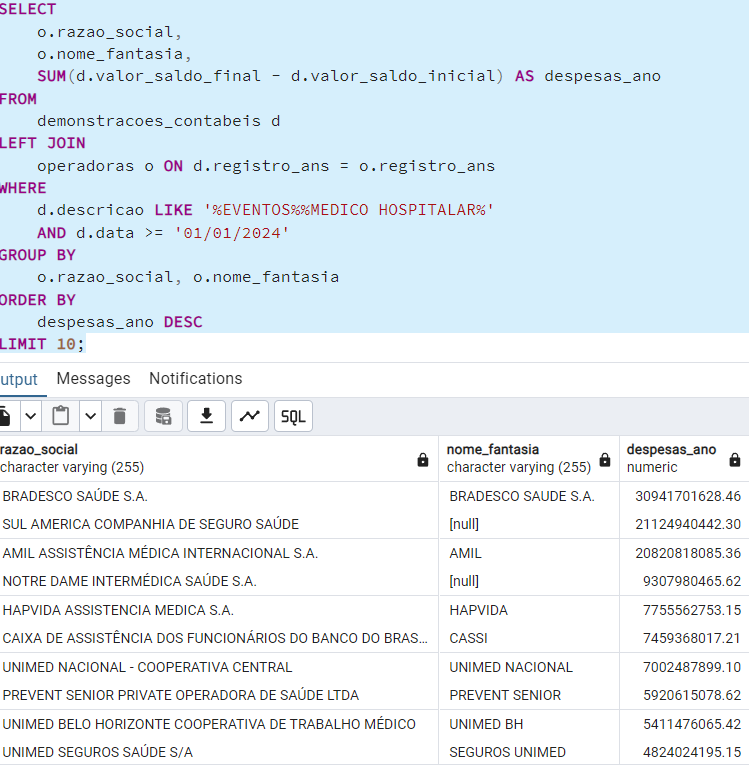 SELECT
o.razao_social,
o.nome_fantasia,
SUM(d.valor_saldo_final - d.valor_saldo_inicial) AS despesas_ano
FROM
demonstracoes_contabeis d
LEFT JOIN
operadoras o ON d.registro_ans = o.registro_ans
WHERE
d.descricao LIKE '%EVENTOS%%MEDICO HOSPITALAR%'
AND d.data >= '01/01/2024'
GROUP BY
o.razao_social, o.nome_fantasia
ORDER BY
despesas_ano DESC
LIMIT 10;
utput Messages Notifications
SQL
razao_social nome_fantasia despesas_ano
character varying (255) character varying (255) numeric
BRADESCO SAÚDE S.A. BRADESCO SAUDE S.A. 30941701628.46
SUL AMERICA COMPANHIA DE SEGURO SAÚDE [null] 21124940442.30
AMIL ASSISTÊNCIA MÉDICA INTERNACIONAL S.A. AMIL 20820818085.36
NOTRE DAME INTERMÉDICA SAÚDE S.A. [null] 9307980465.62
HAPVIDA ASSISTENCIA MEDICA S.A. HAPVIDA 7755562753.15
CAIXA DE ASSISTÊNCIA DOS FUNCIONÁRIOS DO BANCO DO BRAS... CASSI 7459368017.21
UNIMED NACIONAL - COOPERATIVA CENTRAL UNIMED NACIONAL 7002487899.10
PREVENT SENIOR PRIVATE OPERADORA DE SAÚDE LTDA PREVENT SENIOR 5920615078.62
UNIMED BELO HORIZONTE COOPERATIVA DE TRABALHO MÉDICO UNIMED BH 5411476065.42
UNIMED SEGUROS SAÚDE S/A SEGUROS UNIMED 4824024195.15